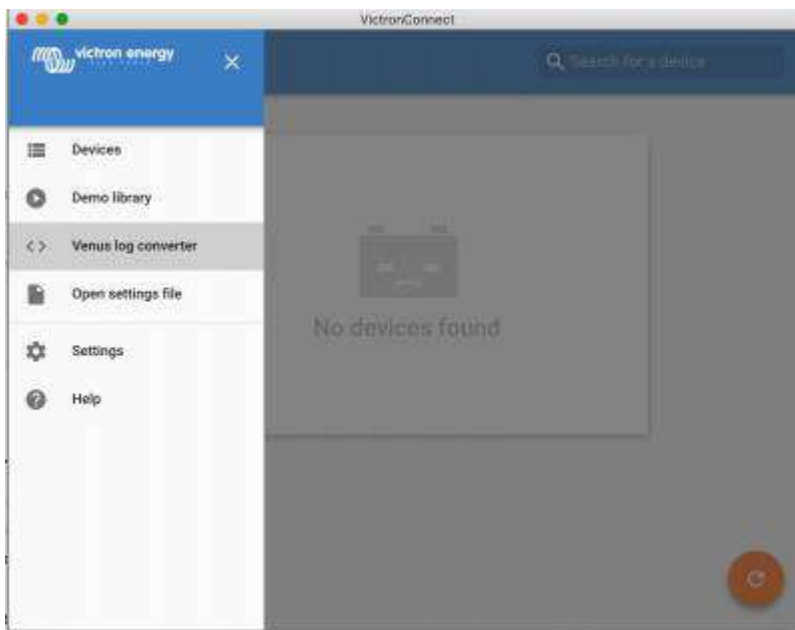 VictronConnect
victron energy
Search for a device
Devices
Demo library
Venus log converter
Open settings file
No devices found
Settings
Help